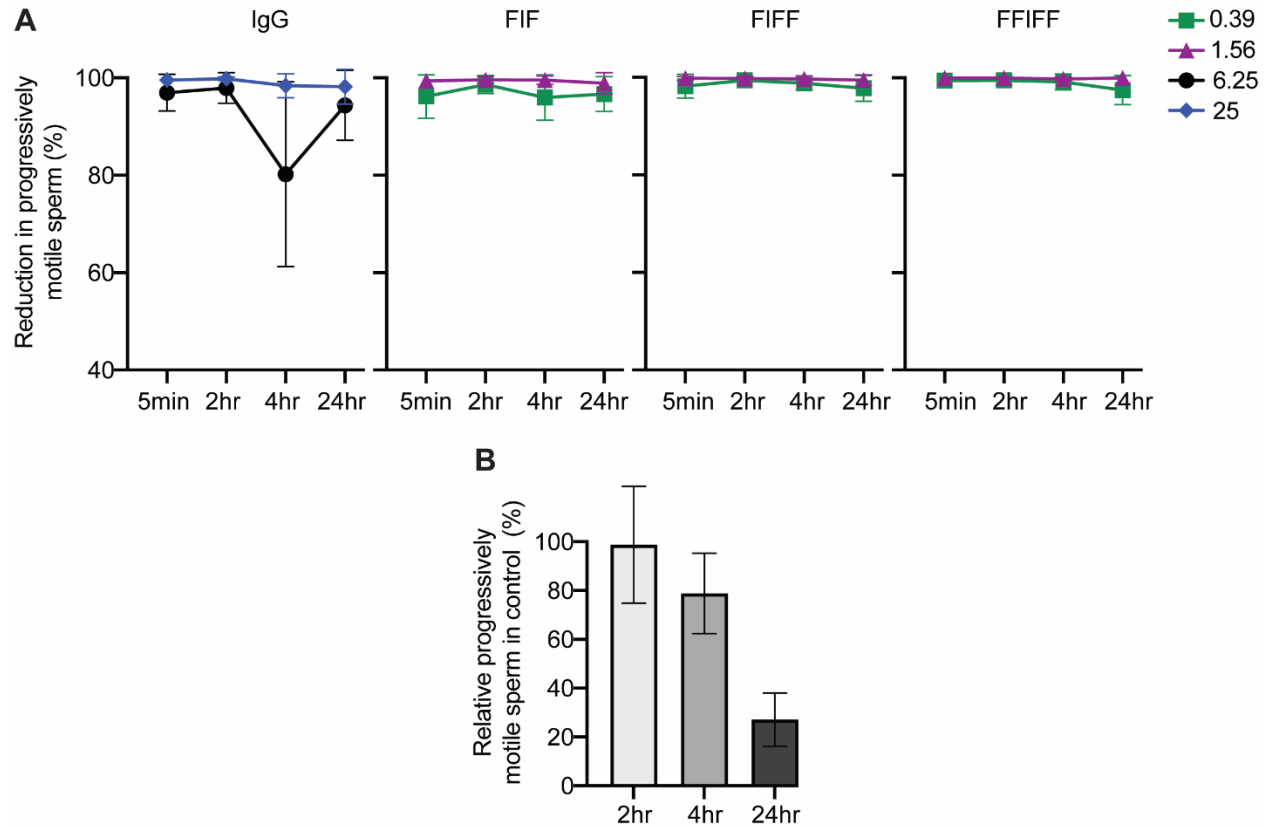 A
IgG
FIF
FIFF
FFIFF
0.39
1.56
6.25
25
Reduction in progressively
motile sperm (%)
100
80
60
40
5min 2hr 4hr 24hr
5min 2hr 4hr 24hr
5min 2hr 4hr 24hr
5min 2hr 4hr 24hr
B
Relative progressively
motile sperm in control (%)
100
80
60
40
20
0
2hr 4hr 24hr